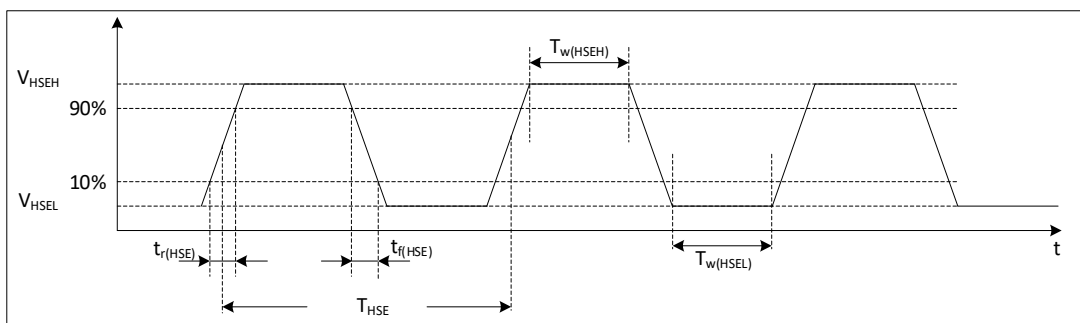 T_w(HSEH)
V_HSEH
90%
10%
V_HSEL
t_r(HSE)
t_f(HSE)
T_w(HSEL)
t
T_HSE